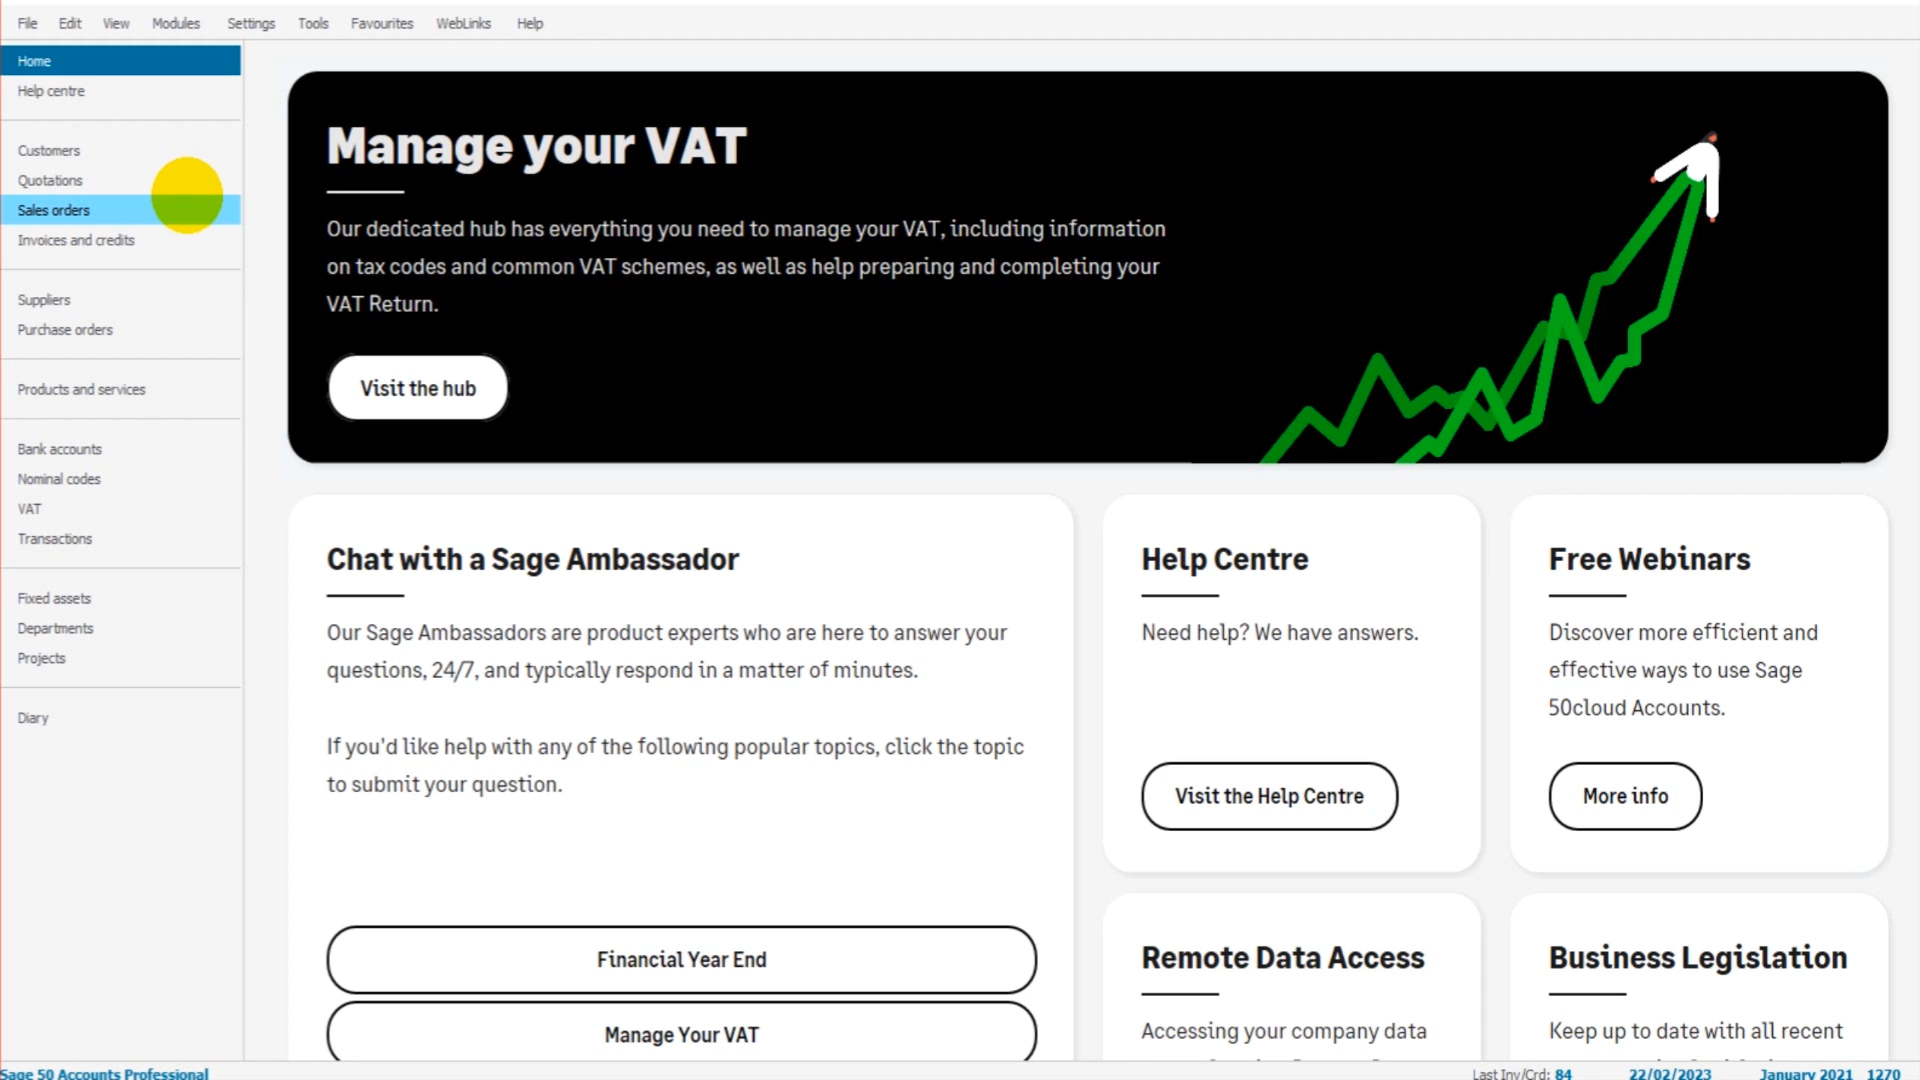 File Edit View Modules Settings Tools Favourites WebLinks Help
Home
Help centre
Customers
Quotations
Sales orders
Invoices and credits
Suppliers
Purchase orders
Products and services
Bank accounts
Nominal codes
VAT
Transactions
Fixed assets
Departments
Projects
Diary
Manage your VAT
Our dedicated hub has everything you need to manage your VAT, including information
on tax codes and common VAT schemes, as well as help preparing and completing your
VAT Return.
Visit the hub
Chat with a Sage Ambassador
Our Sage Ambassadors are product experts who are here to answer your
questions, 24/7, and typically respond in a matter of minutes.
If you'd like help with any of the following popular topics, click the topic
to submit your question.
Financial Year End
Manage Your VAT
Help Centre
Need help? We have answers.
Visit the Help Centre
Free Webinars
Discover more efficient and
effective ways to use Sage
50cloud Accounts.
More info
Remote Data Access
Accessing your company data
Business Legislation
Keep up to date with all recent
Sage 50 Accounts Professional
Last Inv/Crd: 84 22/02/2023 January 2021 1270